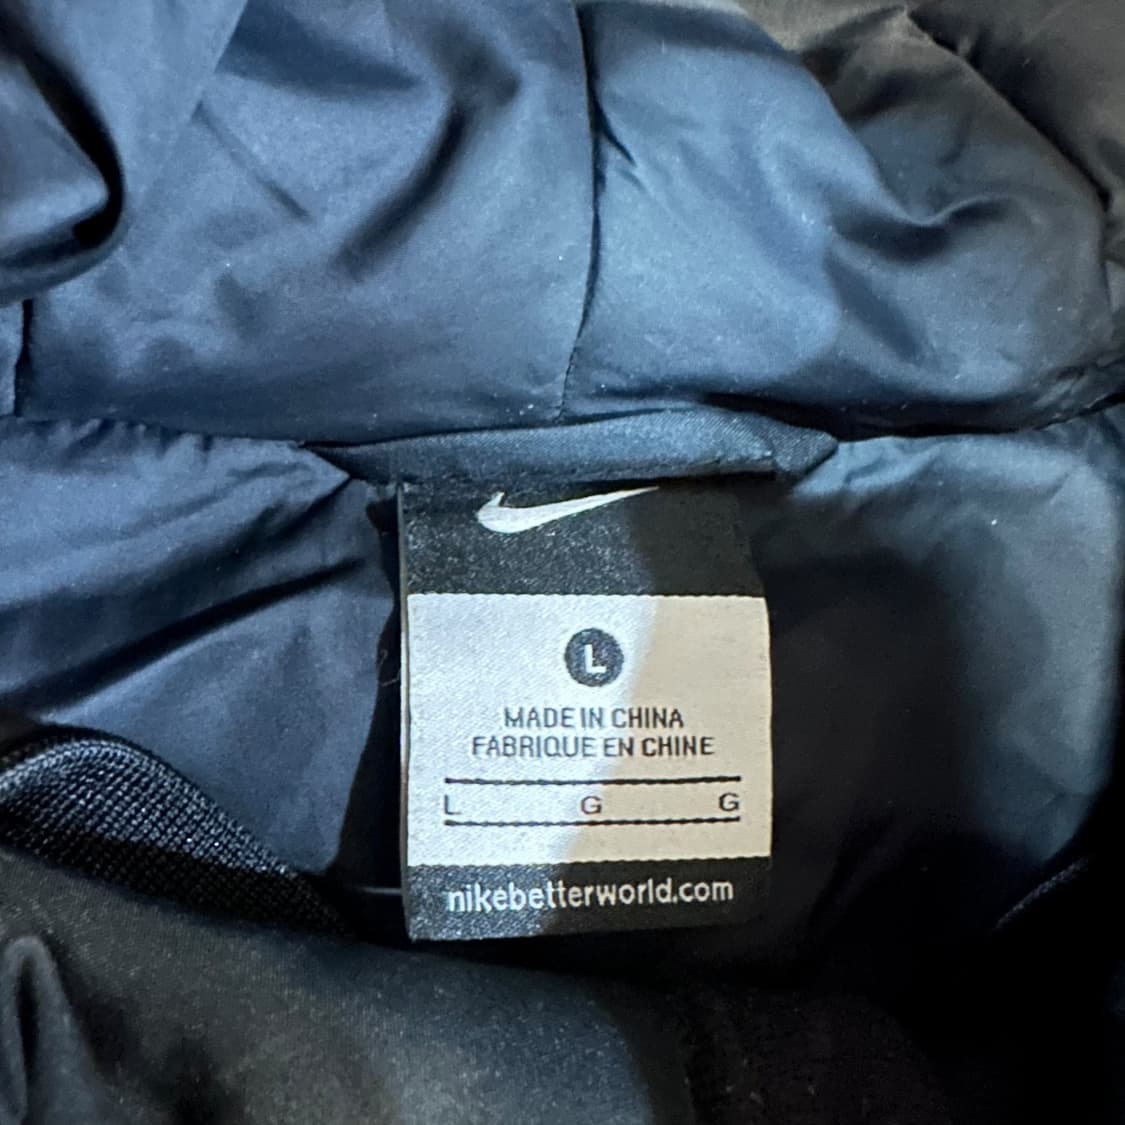 L
MADE IN CHINA
FABRIQUE EN CHINE
L G G
nikebetterworld.com